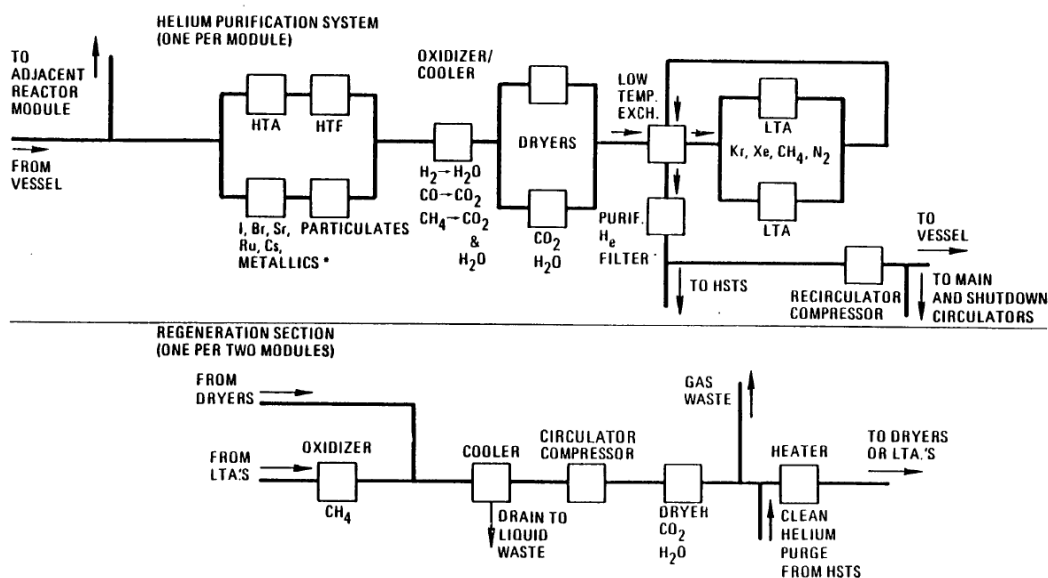 HELIUM PURIFICATION SYSTEM
(ONE PER MODULE)
TO
ADJACENT
REACTOR
MODULE
FROM
VESSEL
HTA
HTF
I, Br, Sr,
Ru, Cs,
METALLICS *
PARTICULATES
OXIDIZER/
COOLER
H₂→H₂O
CO→CO₂
CH₄→CO₂
&
H₂O
DRYERS
CO₂
H₂O
LOW
TEMP.
EXCH.
LTA
Kr, Xe, CH₄, N₂
LTA
PURIF.
Hₑ
FILTER
TO HSTS
RECIRCULATOR
COMPRESSOR
TO
VESSEL
TO MAIN
AND SHUTDOWN
CIRCULATORS
REGENERATION SECTION
(ONE PER TWO MODULES)
FROM
DRYERS
FROM
LTA'S
OXIDIZER
CH₄
COOLER
DRAIN TO
LIQUID
WASTE
CIRCULATOR
COMPRESSOR
DRYEH
CO₂
H₂O
GAS
WASTE
HEATER
CLEAN
HELIUM
PURGE
FROM HSTS
TO DRYERS
OR LTA.'S